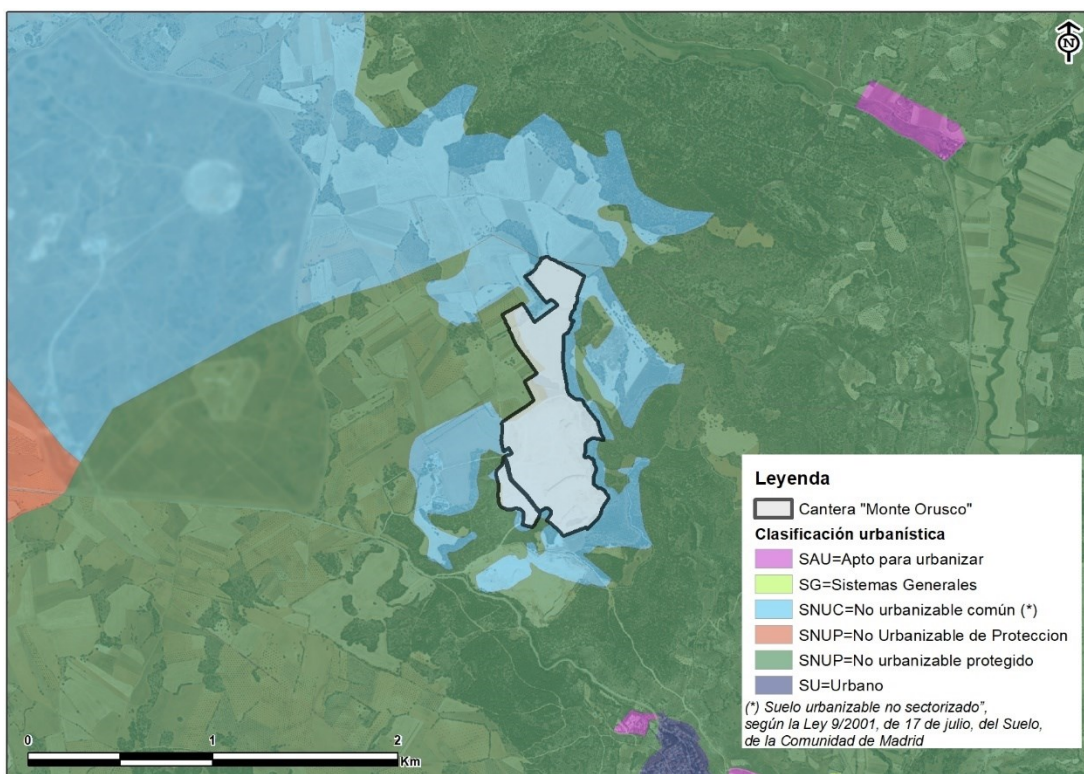 N
Leyenda
Cantera "Monte Orusco"
Clasificación urbanística
SAU=Apto para urbanizar
SG=Sistemas Generales
SNUC=No urbanizable común (*)
SNUP=No Urbanizable de Proteccion
SNUP=No urbanizable protegido
SU=Urbano
(*) Suelo urbanizable no sectorizado",
según la Ley 9/2001, de 17 de julio, del Suelo,
de la Comunidad de Madrid
0 1 2
Km